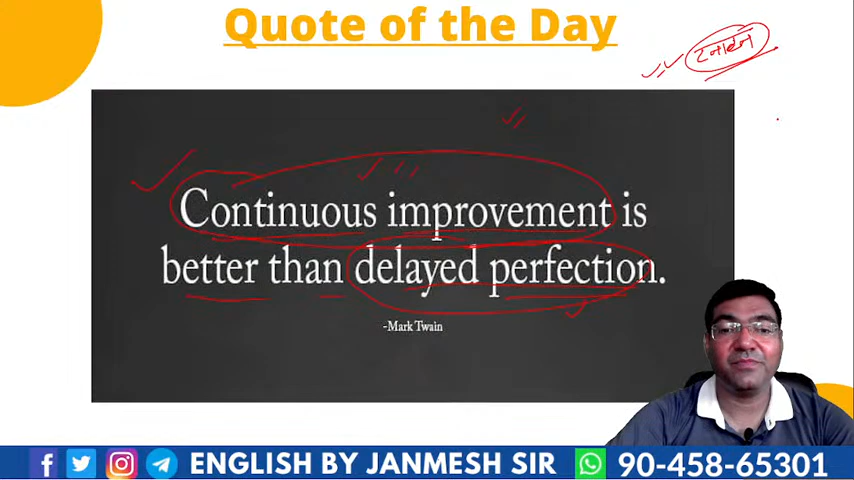 Quote of the Day
Continuous improvement is
better than delayed perfection.
-Mark Twain
ENGLISH BY JANMESH SIR 90-458-65301